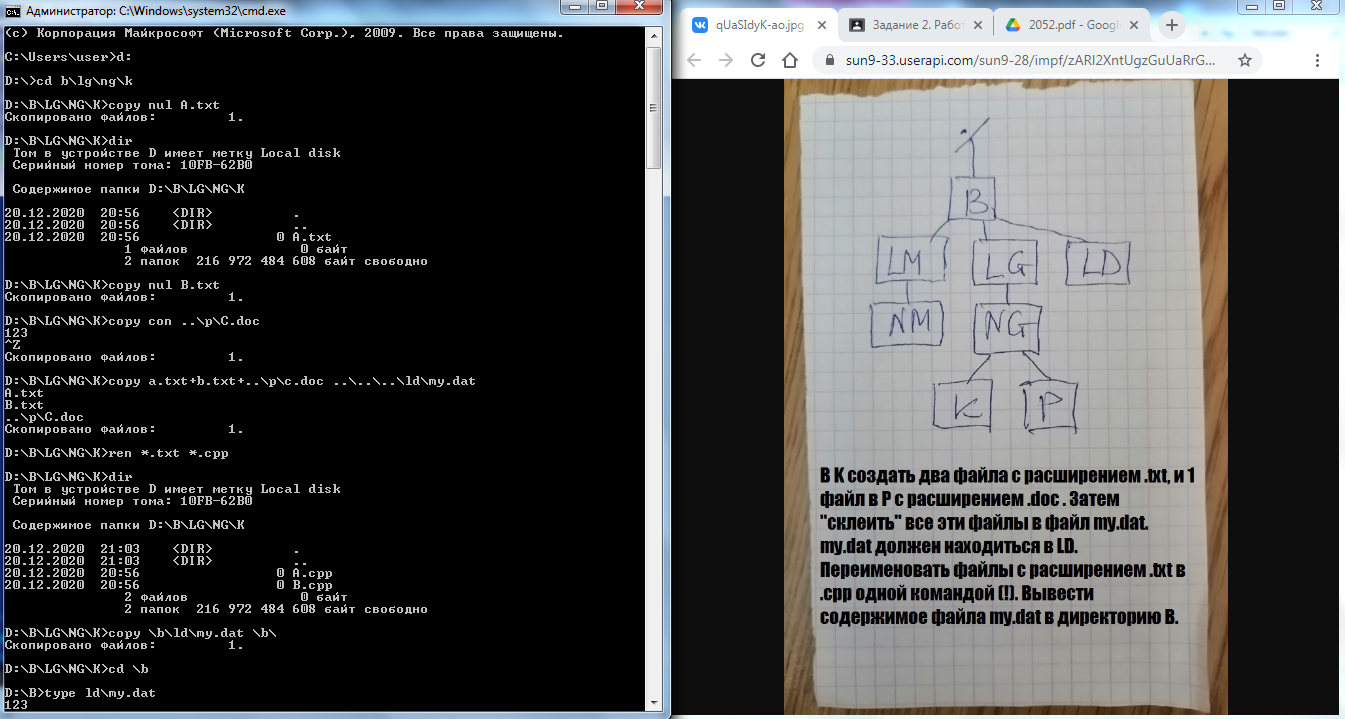 Администратор: C:\Windows\system32\cmd.exe
(c) Корпорация Майкрософт (Microsoft Corp.), 2009. Все права защищены.
C:\Users\user>d:
D:\>cd b\lg\ng\k
D:\B\LG\NG\K>copy nul A.txt
Скопировано файлов:         1.
D:\B\LG\NG\K>dir
 Том в устройстве D имеет метку Local disk
 Серийный номер тома: 10FB-62B0
 Содержимое папки D:\B\LG\NG\K
20.12.2020  20:56    <DIR>          .
20.12.2020  20:56    <DIR>          ..
20.12.2020  20:56                 0 A.txt
               1 файлов              0 байт
               2 папок  216 972 484 608 байт свободно
D:\B\LG\NG\K>copy nul B.txt
Скопировано файлов:         1.
D:\B\LG\NG\K>copy con ..\p\C.doc
123
^Z
Скопировано файлов:         1.
D:\B\LG\NG\K>copy a.txt+b.txt+..\p\c.doc ..\..\..\ld\my.dat
A.txt
B.txt
..\p\C.doc
Скопировано файлов:         1.
D:\B\LG\NG\K>ren *.txt *.cpp
D:\B\LG\NG\K>dir
 Том в устройстве D имеет метку Local disk
 Серийный номер тома: 10FB-62B0
 Содержимое папки D:\B\LG\NG\K
20.12.2020  21:03    <DIR>          .
20.12.2020  21:03    <DIR>          ..
20.12.2020  20:56                 0 A.cpp
20.12.2020  20:56                 0 B.cpp
               2 файлов              0 байт
               2 папок  216 972 484 608 байт свободно
D:\B\LG\NG\K>copy \b\ld\my.dat \b\
Скопировано файлов:         1.
D:\B\LG\NG\K>cd \b
D:\B>type ld\my.dat
123
qUaSIdyK-ao.jpg
Задание 2. Работ
2052.pdf - Google
sun9-33.userapi.com/sun9-28/impf/zARl2XntUgzGuUaRrG...
B
LM LG LD
NM NG
K P
В К создать два файла с расширением .txt, и 1
файл в Р с расширением .doc . Затем
"склеить" все эти файлы в файл my.dat.
my.dat должен находиться в LD.
Переименовать файлы с расширением .txt в
.cpp одной командой (!). Вывести
содержимое файла my.dat в директорию В.